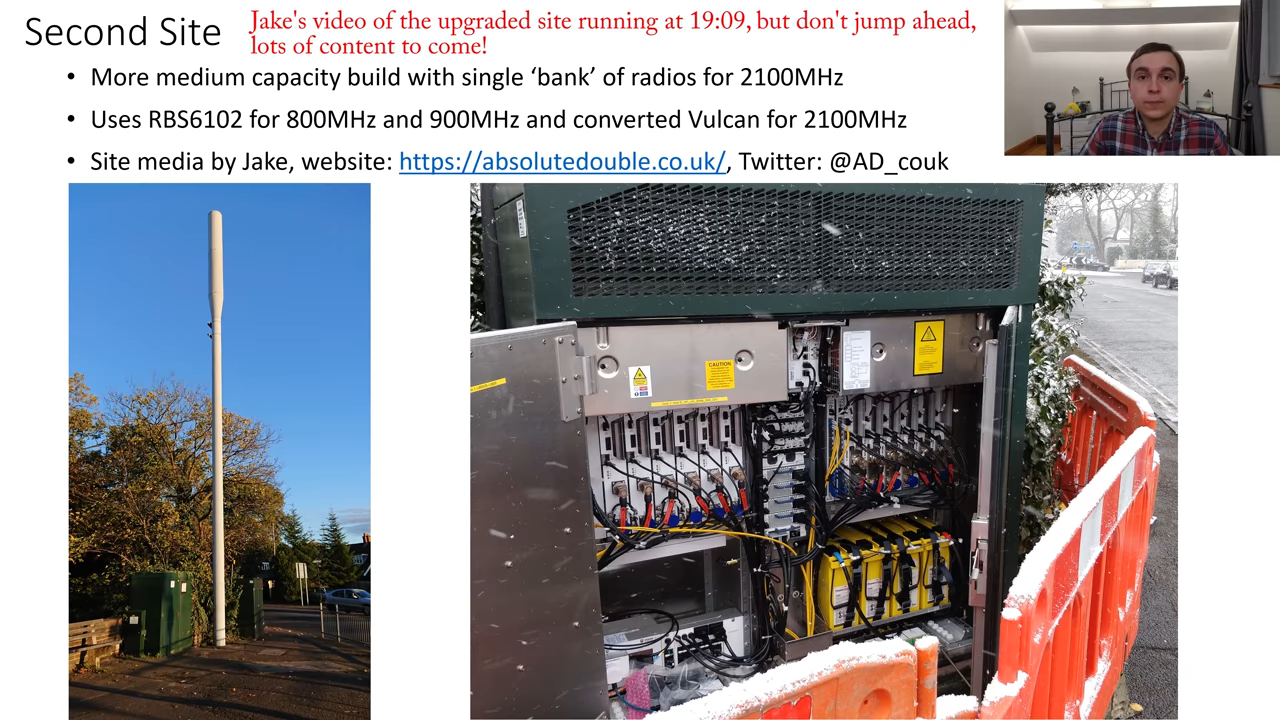 Second Site
Jake's video of the upgraded site running at 19:09, but don't jump ahead,
lots of content to come!
• More medium capacity build with single ‘bank’ of radios for 2100MHz
• Uses RBS6102 for 800MHz and 900MHz and converted Vulcan for 2100MHz
• Site media by Jake, website: https://absolutedouble.co.uk/, Twitter: @AD_couk
CAUTION